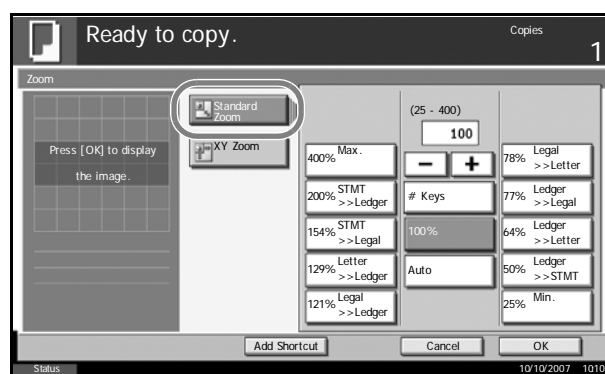 Ready to copy.
Copies
1
Zoom
Press [OK] to display
the image.
Standard
Zoom
XY Zoom
(25 - 400)
100
400% Max.
200% STMT
>>Ledger
154% STMT
>>Legal
129% Letter
>>Ledger
121% Legal
>>Ledger
– +
# Keys
100%
Auto
78% Legal
>>Letter
77% Ledger
>>Legal
64% Ledger
>>Letter
50% Ledger
>>STMT
25% Min.
Add Shortcut
Cancel
OK
Status
10/10/2007 1010